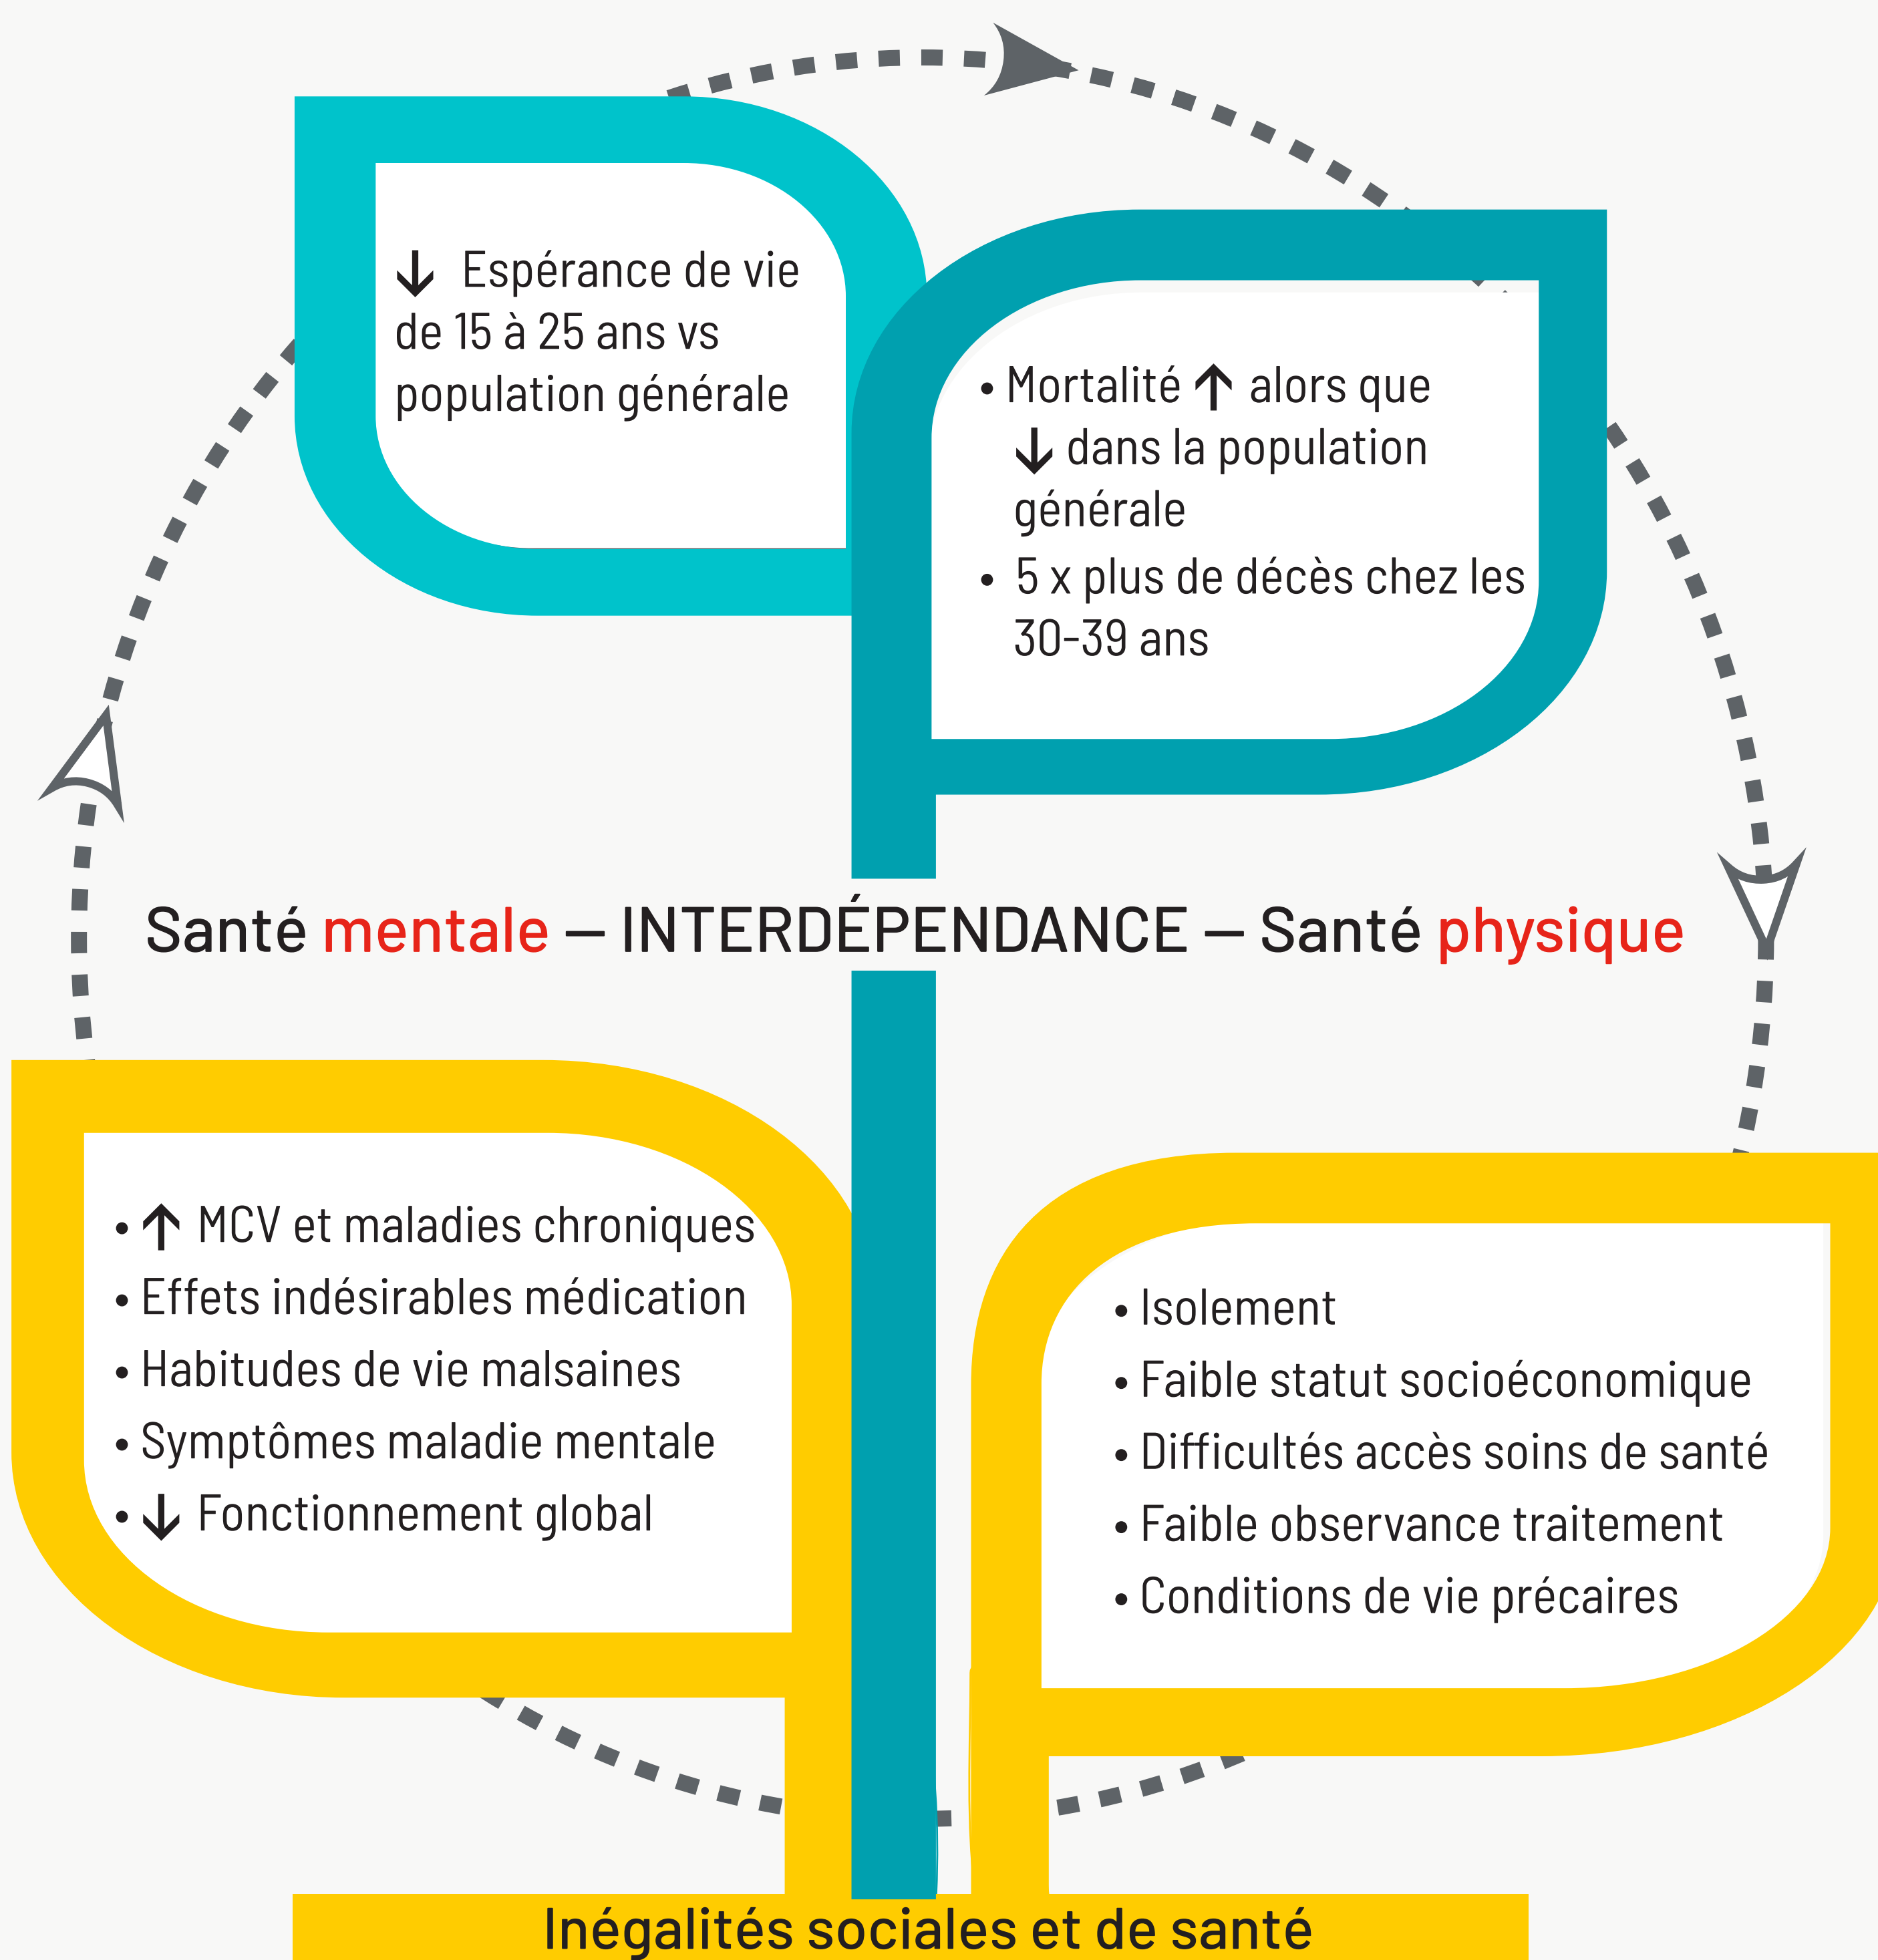 ↓ Espérance de vie
de 15 à 25 ans vs
population générale
• Mortalité ↑ alors que
↓ dans la population
générale
• 5 x plus de décès chez les
30-39 ans
Santé mentale – INTERDÉPENDANCE – Santé physique
• ↑ MCV et maladies chroniques
• Effets indésirables médication
• Habitudes de vie malsaines
• Symptômes maladie mentale
• ↓ Fonctionnement global
• Isolement
• Faible statut socioéconomique
• Difficultés accès soins de santé
• Faible observance traitement
• Conditions de vie précaires
Inégalités sociales et de santé